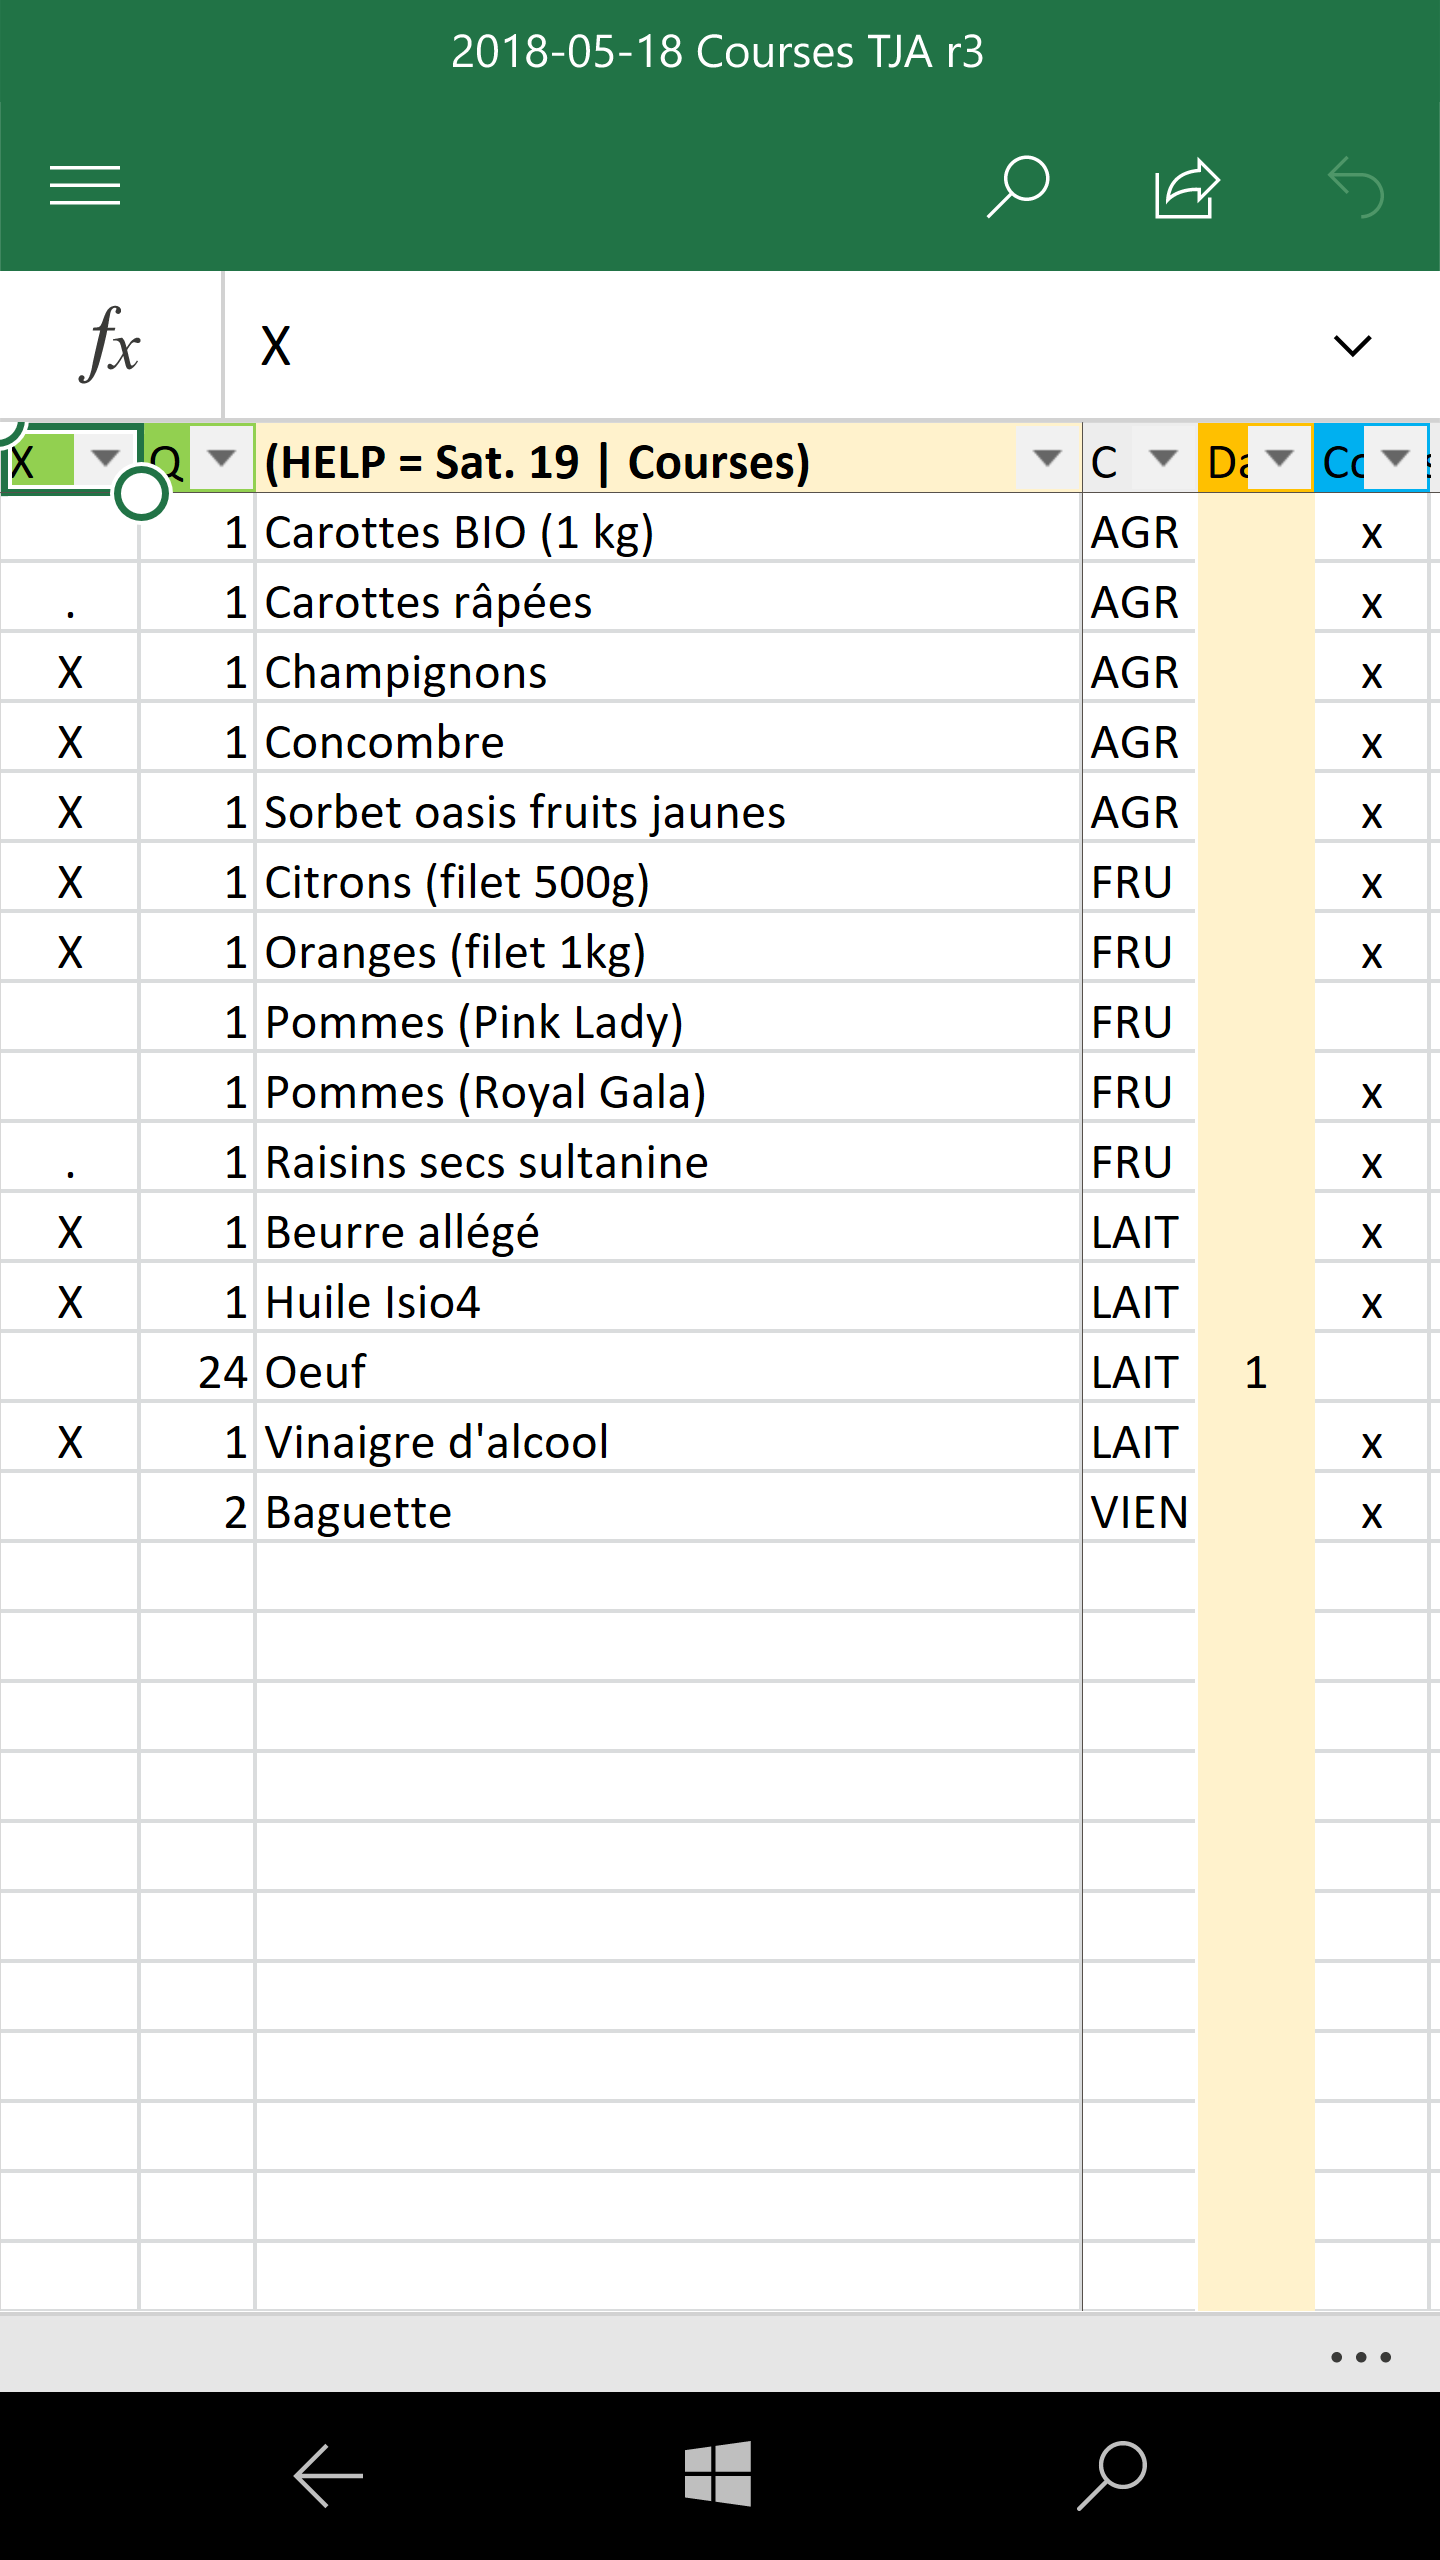 2018-05-18 Courses TJA r3
fx X
X Q (HELP = Sat. 19 | Courses) C Da Co
1 Carottes BIO (1 kg) AGR x
. 1 Carottes râpées AGR x
X 1 Champignons AGR x
X 1 Concombre AGR x
X 1 Sorbet oasis fruits jaunes AGR x
X 1 Citrons (filet 500g) FRU x
X 1 Oranges (filet 1kg) FRU x
1 Pommes (Pink Lady) FRU
1 Pommes (Royal Gala) FRU x
. 1 Raisins secs sultanine FRU x
X 1 Beurre allégé LAIT x
X 1 Huile Isio4 LAIT x
24 Oeuf LAIT 1
X 1 Vinaigre d'alcool LAIT x
2 Baguette VIEN x